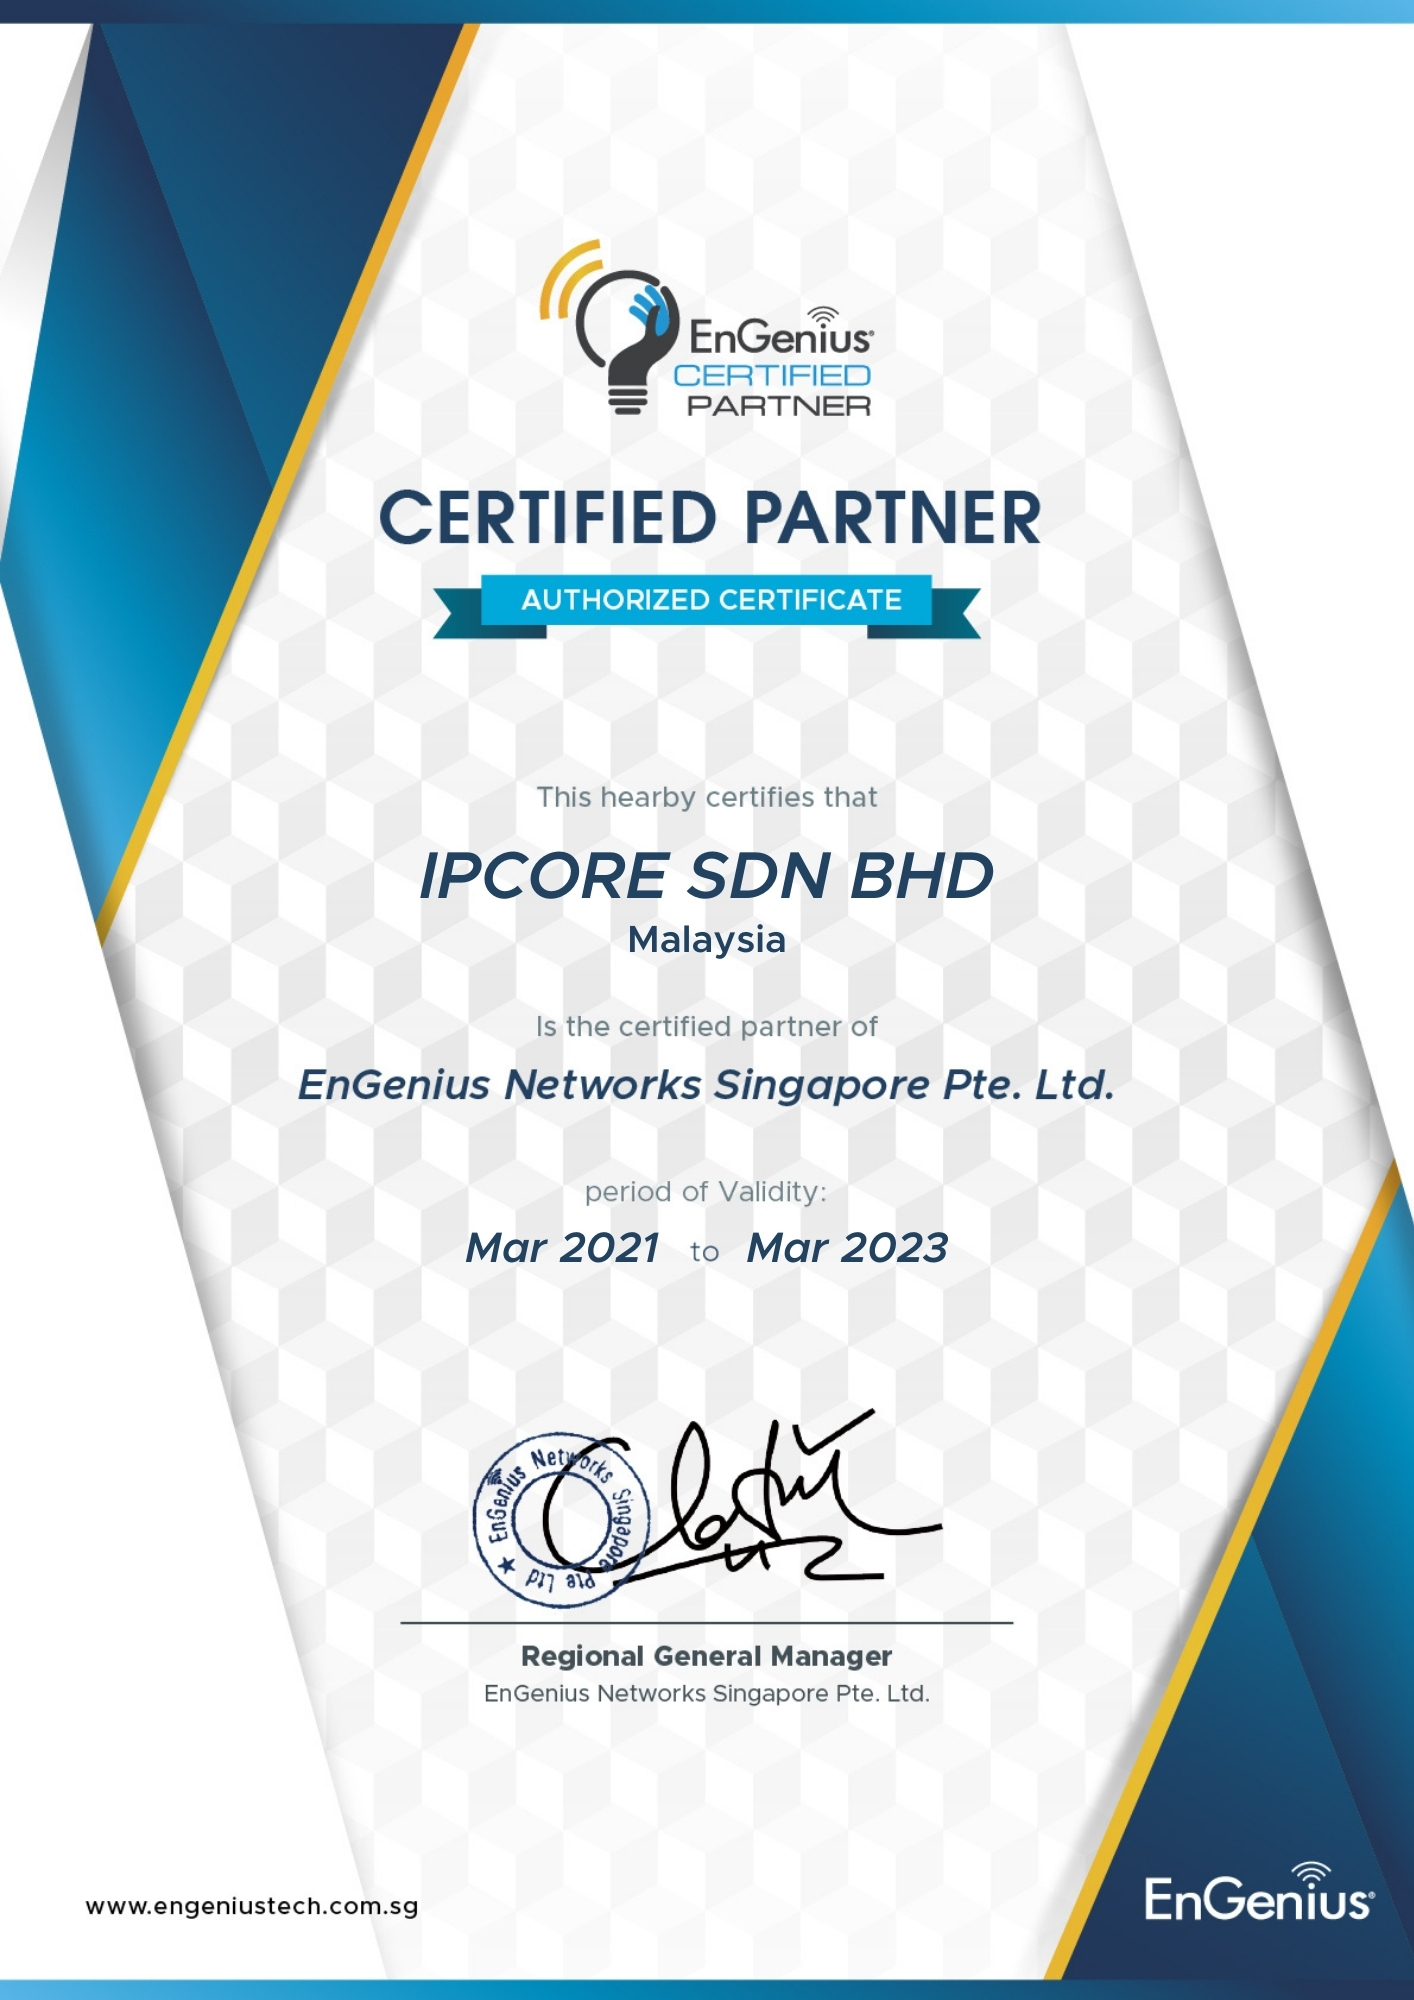 EnGenius®
CERTIFIED
PARTNER
CERTIFIED PARTNER
AUTHORIZED CERTIFICATE
This hearby certifies that
IPCORE SDN BHD
Malaysia
Is the certified partner of
EnGenius Networks Singapore Pte. Ltd.
period of Validity:
Mar 2021 to Mar 2023
EnGenius Networks Singapore Pte Ltd ★
Regional General Manager
EnGenius Networks Singapore Pte. Ltd.
www.engeniustech.com.sg
EnGenius®